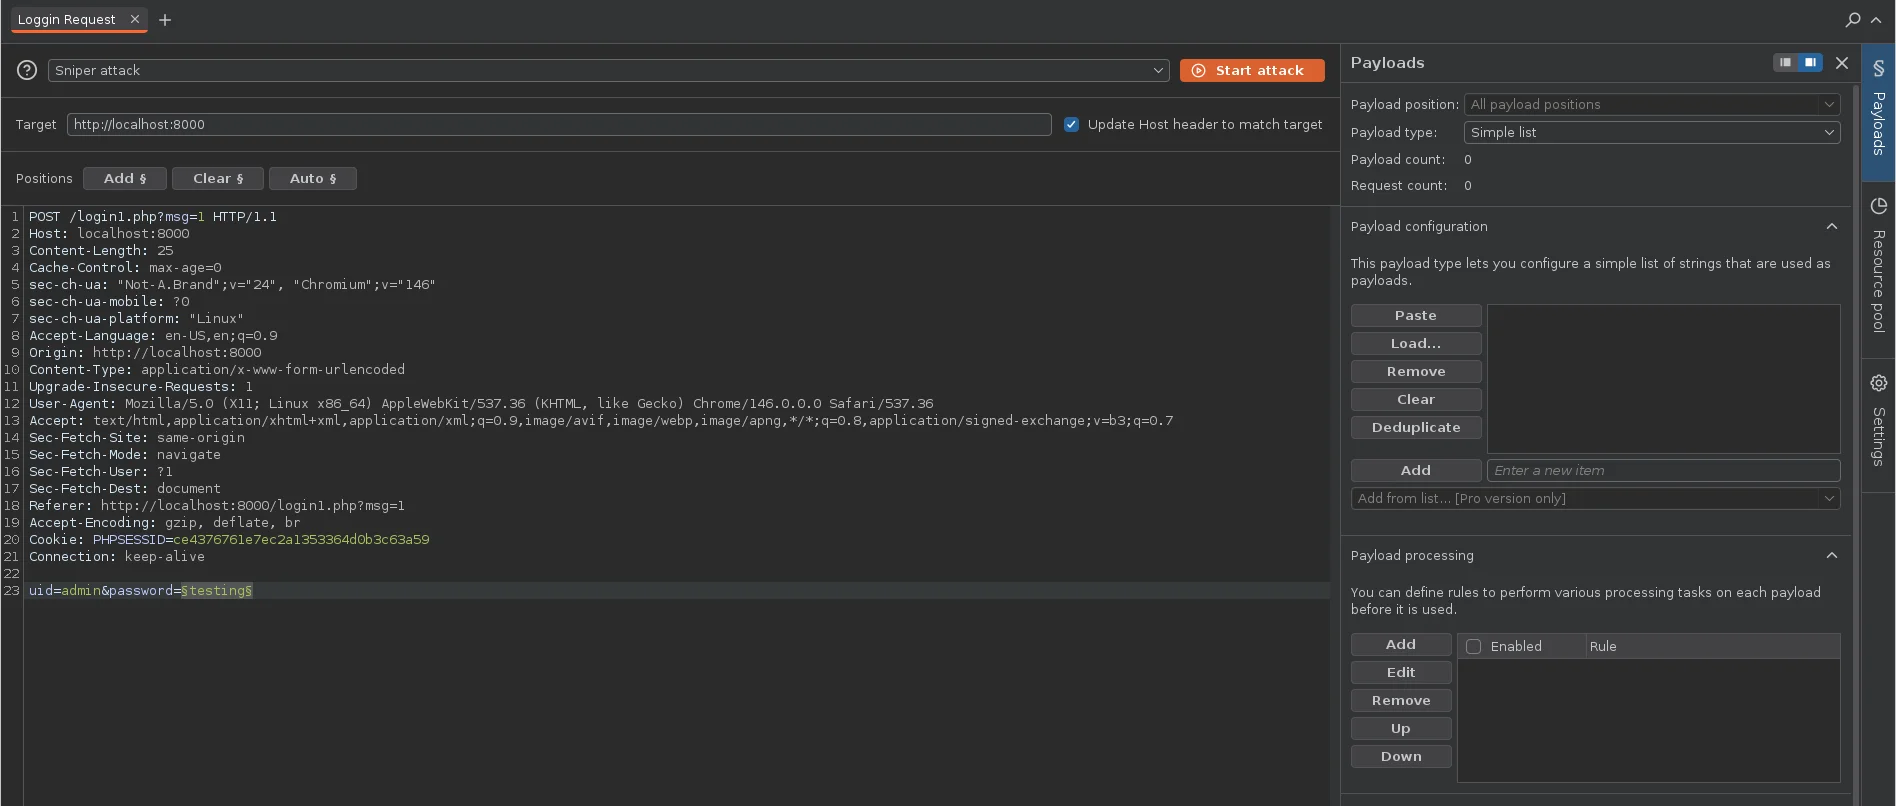 Loggin Request
Sniper attack
Start attack
Target http://localhost:8000 Update Host header to match target
Positions Add § Clear § Auto §
1 POST /login1.php?msg=1 HTTP/1.1
2 Host: localhost:8000
3 Content-Length: 25
4 Cache-Control: max-age=0
5 sec-ch-ua: "Not-A.Brand";v="24", "Chromium";v="146"
6 sec-ch-ua-mobile: ?0
7 sec-ch-ua-platform: "Linux"
8 Accept-Language: en-US,en;q=0.9
9 Origin: http://localhost:8000
10 Content-Type: application/x-www-form-urlencoded
11 Upgrade-Insecure-Requests: 1
12 User-Agent: Mozilla/5.0 (X11; Linux x86_64) AppleWebKit/537.36 (KHTML, like Gecko) Chrome/146.0.0.0 Safari/537.36
13 Accept: text/html,application/xhtml+xml,application/xml;q=0.9,image/avif,image/webp,image/apng,*/*;q=0.8,application/signed-exchange;v=b3;q=0.7
14 Sec-Fetch-Site: same-origin
15 Sec-Fetch-Mode: navigate
16 Sec-Fetch-User: ?1
17 Sec-Fetch-Dest: document
18 Referer: http://localhost:8000/login1.php?msg=1
19 Accept-Encoding: gzip, deflate, br
20 Cookie: PHPSESSID=ce4376761e7ec2a1353364d0b3c63a59
21 Connection: keep-alive
22
23 uid=admin&password=§testing§
Payloads
Payload position: All payload positions
Payload type: Simple list
Payload count: 0
Request count: 0
Payload configuration
This payload type lets you configure a simple list of strings that are used as
payloads.
Paste
Load...
Remove
Clear
Deduplicate
Add Enter a new item
Add from list... [Pro version only]
Payload processing
You can define rules to perform various processing tasks on each payload
before it is used.
Add
Edit
Remove
Up
Down
Enabled Rule
§
Payloads
Resource pool
Settings